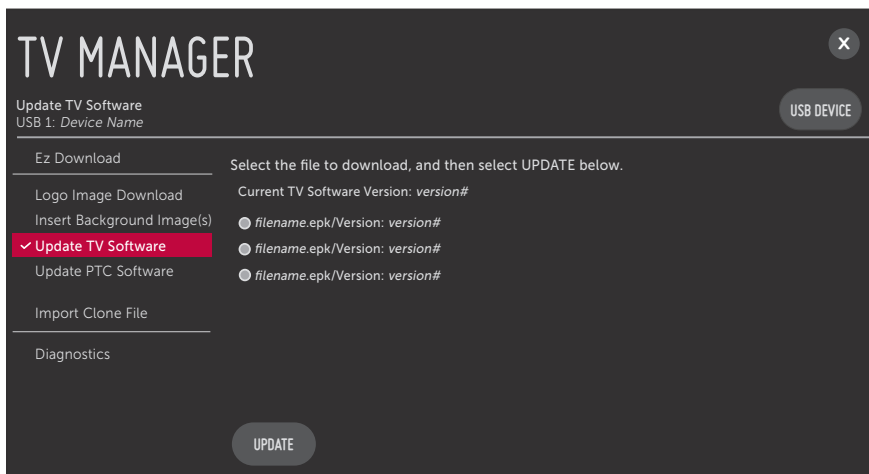 TV MANAGER
X
Update TV Software
USB 1: Device Name
USB DEVICE
Ez Download
Logo Image Download
Insert Background Image(s)
✓ Update TV Software
Update PTC Software
Import Clone File
Diagnostics
Select the file to download, and then select UPDATE below.
Current TV Software Version: version#
filename.epk/Version: version#
filename.epk/Version: version#
filename.epk/Version: version#
UPDATE